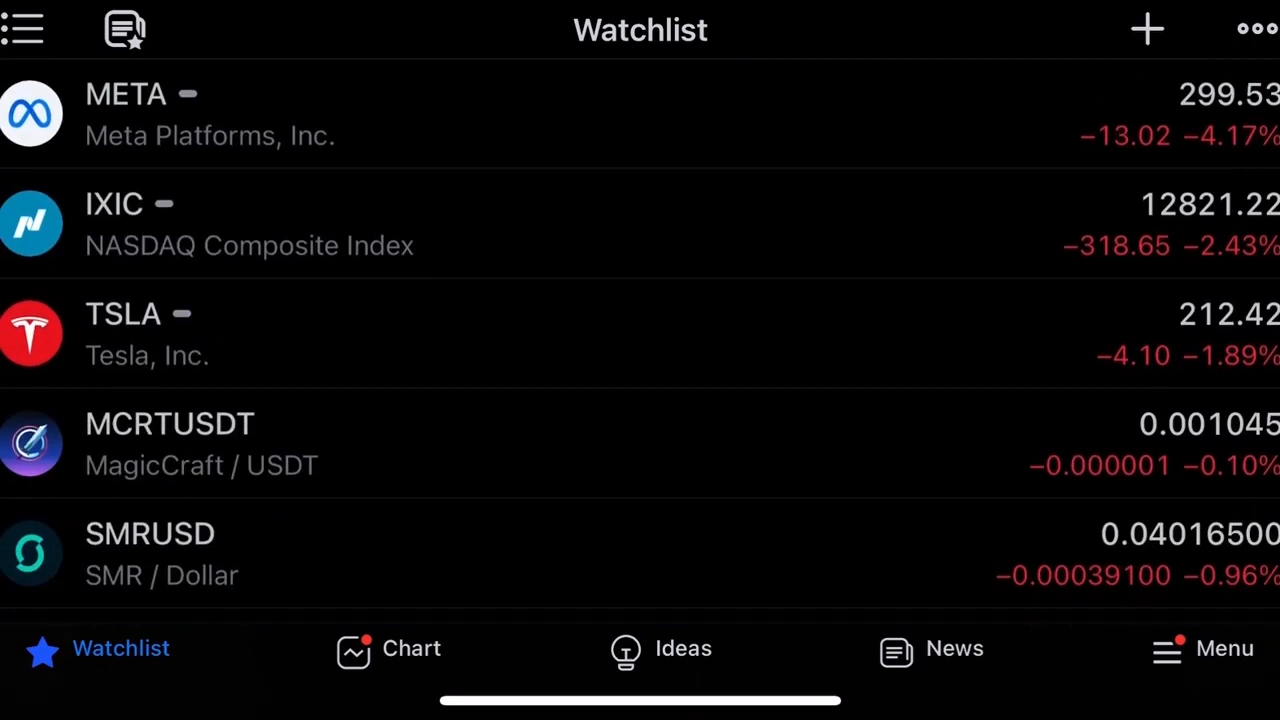 Watchlist
META
299.53
Meta Platforms, Inc.
−13.02 −4.17%
IXIC
12821.22
NASDAQ Composite Index
−318.65 −2.43%
TSLA
212.42
Tesla, Inc.
−4.10 −1.89%
MCRTUSDT
0.001045
MagicCraft / USDT
−0.000001 −0.10%
SMRUSD
0.04016500
SMR / Dollar
−0.00039100 −0.96%
Watchlist
Chart
Ideas
News
Menu